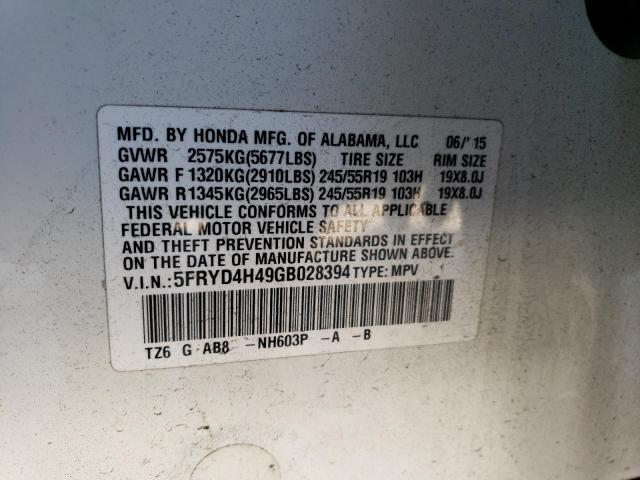 MFD. BY HONDA MFG. OF ALABAMA, LLC 06/'15
GVWR 2575KG(5677LBS) TIRE SIZE RIM SIZE
GAWR F 1320KG(2910LBS) 245/55R19 103H 19X8.0J
GAWR R 1345KG(2965LBS) 245/55R19 103H 19X8.0J
THIS VEHICLE CONFORMS TO ALL APPLICABLE
FEDERAL MOTOR VEHICLE SAFETY
AND THEFT PREVENTION STANDARDS IN EFFECT
ON THE DATE OF MANUFACTURE SHOWN ABOVE.
V.I.N.:5FRYD4H49GB028394 TYPE: MPV
TZ6 G AB8 -NH603P -A -B